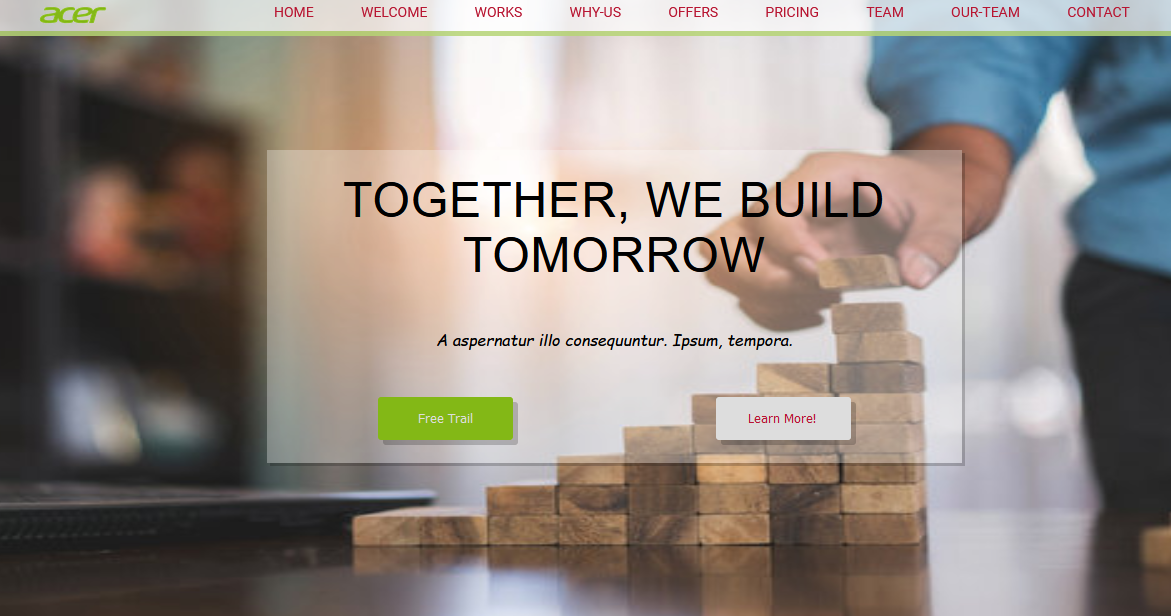 acer
HOME WELCOME WORKS WHY-US OFFERS PRICING TEAM OUR-TEAM CONTACT
TOGETHER, WE BUILD
TOMORROW
A aspernatur illo consequuntur. Ipsum, tempora.
Free Trail Learn More!